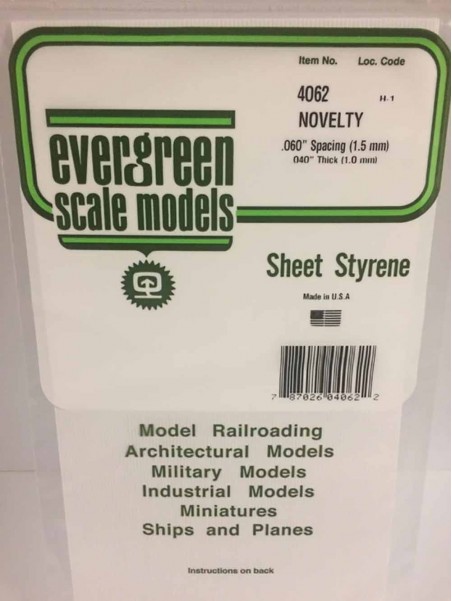 Item No. Loc. Code
4062 H-1
NOVELTY
.060" Spacing (1.5 mm)
040" Thick (1.0 mm)
evergreen
scale models
Sheet Styrene
Made in U.S.A
7 87026 04062 2
Model Railroading
Architectural Models
Military Models
Industrial Models
Miniatures
Ships and Planes
Instructions on back